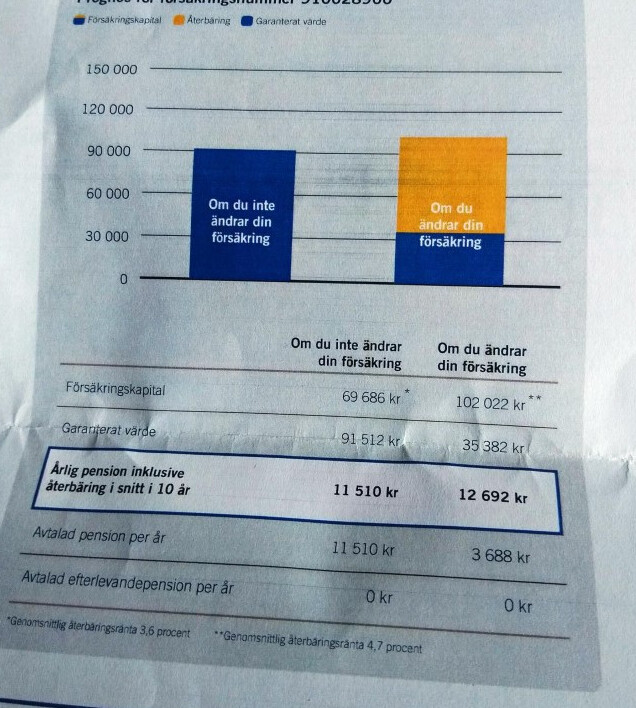 Prognos för försäkringsnummer
Försäkringskapital Återbäring Garanterat värde
150 000
120 000
90 000
60 000
30 000
0
Om du inte
ändrar din
försäkring
Om du
ändrar din
försäkring
Om du inte ändrar
din försäkring
Om du ändrar
din försäkring
Försäkringskapital 69 686 kr * 102 022 kr **
Garanterat värde 91 512 kr 35 382 kr
Årlig pension inklusive
återbäring i snitt i 10 år 11 510 kr 12 692 kr
Avtalad pension per år 11 510 kr 3 688 kr
Avtalad efterlevandepension per år 0 kr 0 kr
*Genomsnittlig återbäringsränta 3,6 procent **Genomsnittlig återbäringsränta 4,7 procent